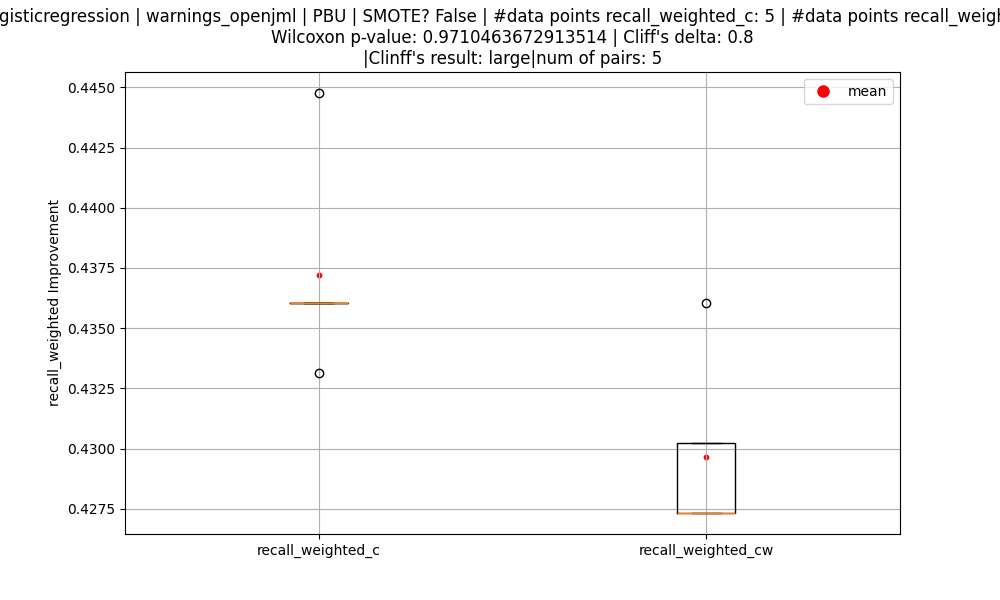 gisticregression | warnings_openjml | PBU | SMOTE? False | #data points recall_weighted_c: 5 | #data points recall_weigh
Wilcoxon p-value: 0.9710463672913514 | Cliff's delta: 0.8
|Clinff's result: large|num of pairs: 5
mean
0.4450
0.4425
0.4400
0.4375
0.4350
0.4325
0.4300
0.4275
recall_weighted Improvement
recall_weighted_c
recall_weighted_cw